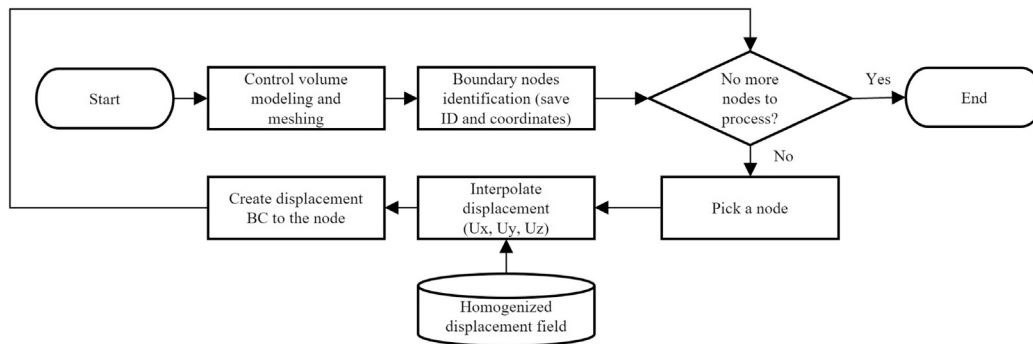 Start
Control volume
modeling and
meshing
Boundary nodes
identification (save
ID and coordinates)
No more
nodes to
process?
Yes
End
No
Create displacement
BC to the node
Interpolate
displacement
(Ux, Uy, Uz)
Pick a node
Homogenized
displacement field